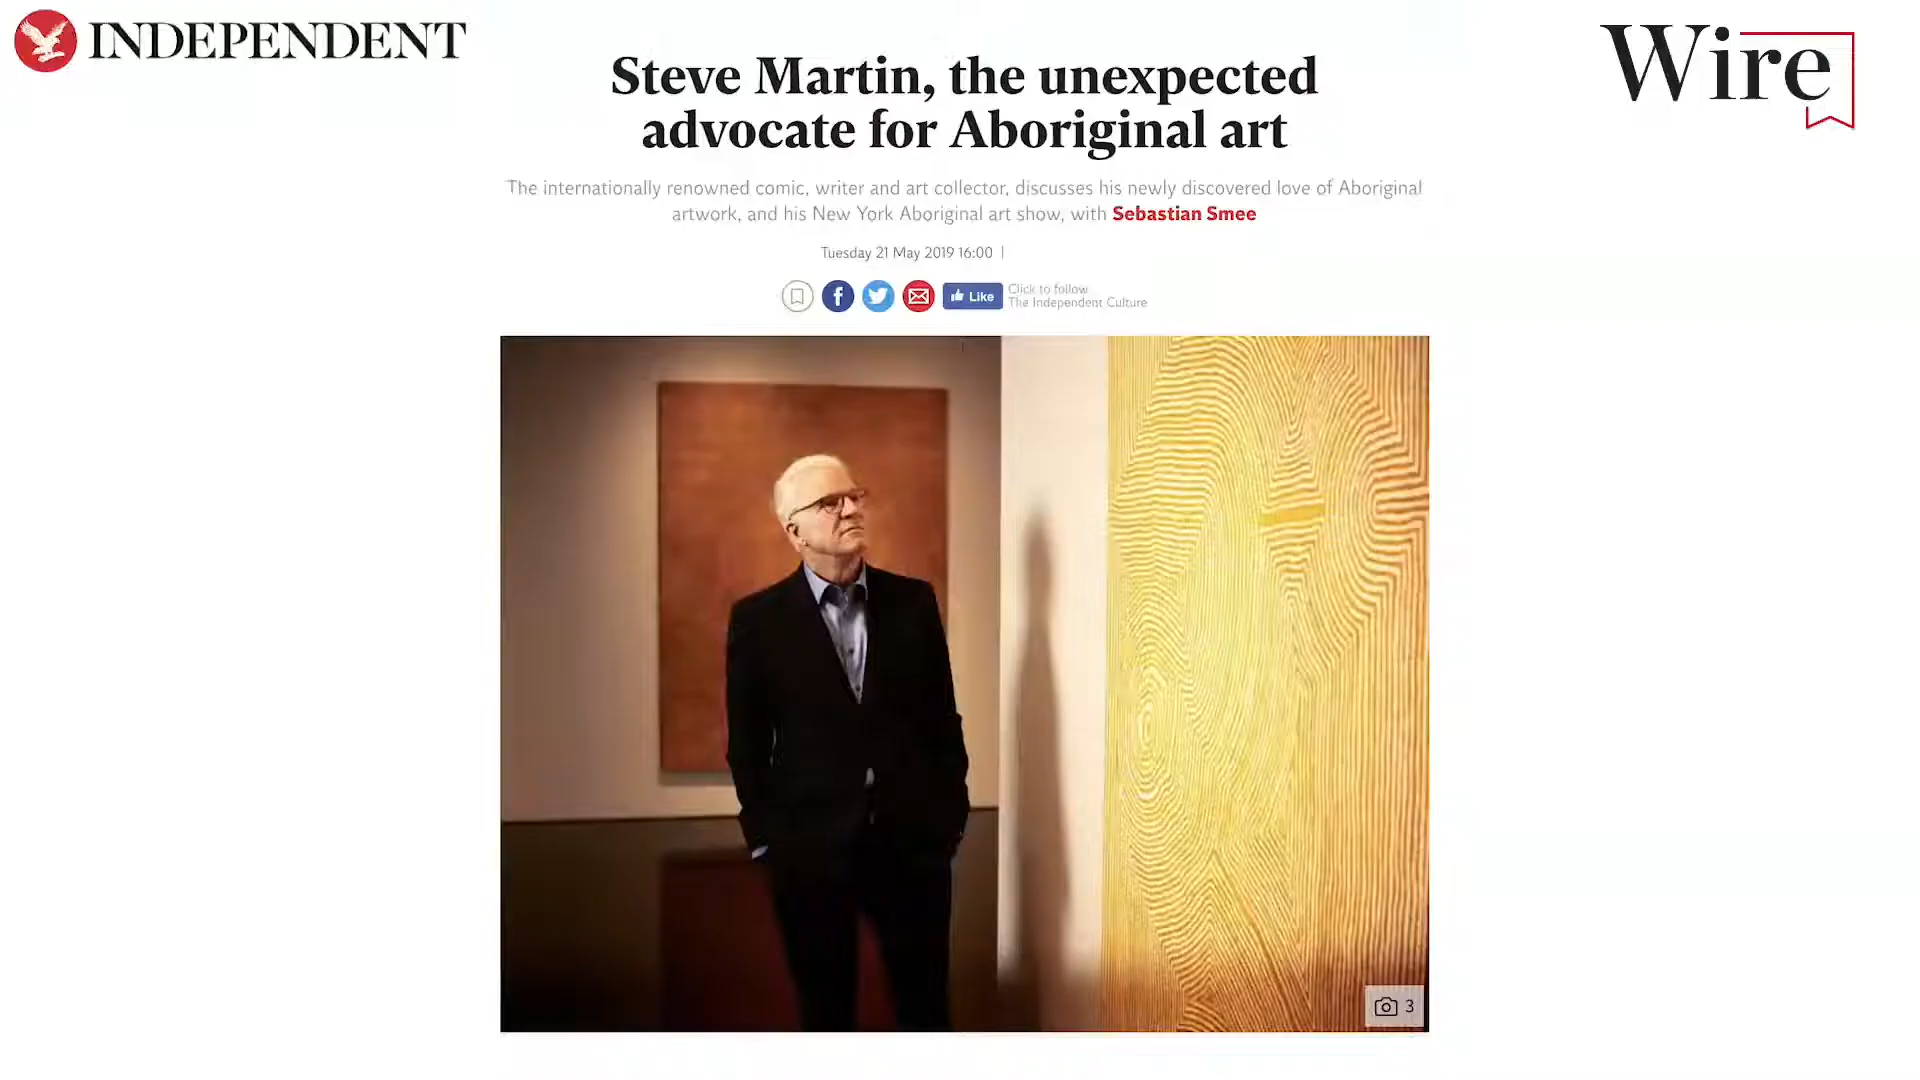 INDEPENDENT
Wire
Steve Martin, the unexpected
advocate for Aboriginal art
The internationally renowned comic, writer and art collector, discusses his newly discovered love of Aboriginal
artwork, and his New York Aboriginal art show, with Sebastian Smee
Tuesday 21 May 2019 16:00 |
f
Like
Click to follow
The Independent Culture
3